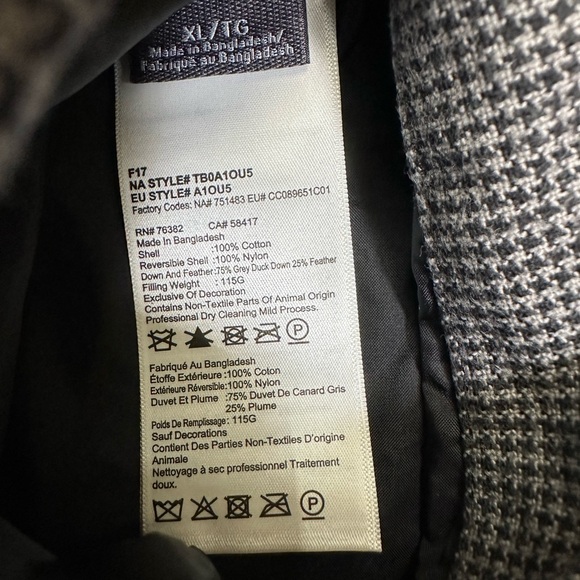 XL/TG
Made in Bangladesh/
Fabriqué au Bangladesh
F17
NA STYLE# TB0A1OU5
EU STYLE# A1OU5
Factory Codes: NA# 751483 EU# CC089651C01
RN# 76382 CA# 58417
Made In Bangladesh
Shell :100% Cotton
Reversible Shell :100% Nylon
Down And Feather:75% Grey Duck Down 25% Feather
Filling Weight : 115G
Exclusive Of Decoration
Contains Non-Textile Parts Of Animal Origin
Professional Dry Cleaning Mild Process.
P
Fabriqué Au Bangladesh
Étoffe Extérieure :100% Coton
Extérieure Réversible:100% Nylon
Duvet Et Plume :75% Duvet De Canard Gris
25% Plume
Poids De Remplissage: 115G
Sauf Decorations
Contient Des Parties Non-Textiles D'origine
Animale
Nettoyage à sec professionnel Traitement
doux.
P